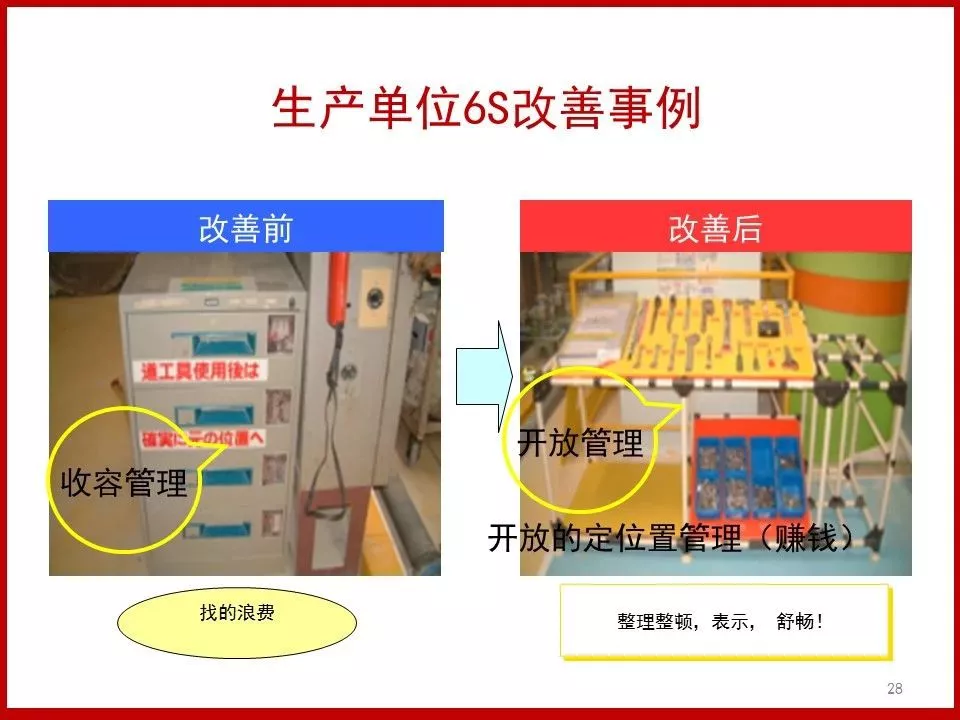 生产单位6S改善事例
改善前
改善后
道工具使用後は
確実に元の位置へ
收容管理
开放管理
开放的定位置管理（赚钱）
找的浪费
整理整顿，表示， 舒畅！
28